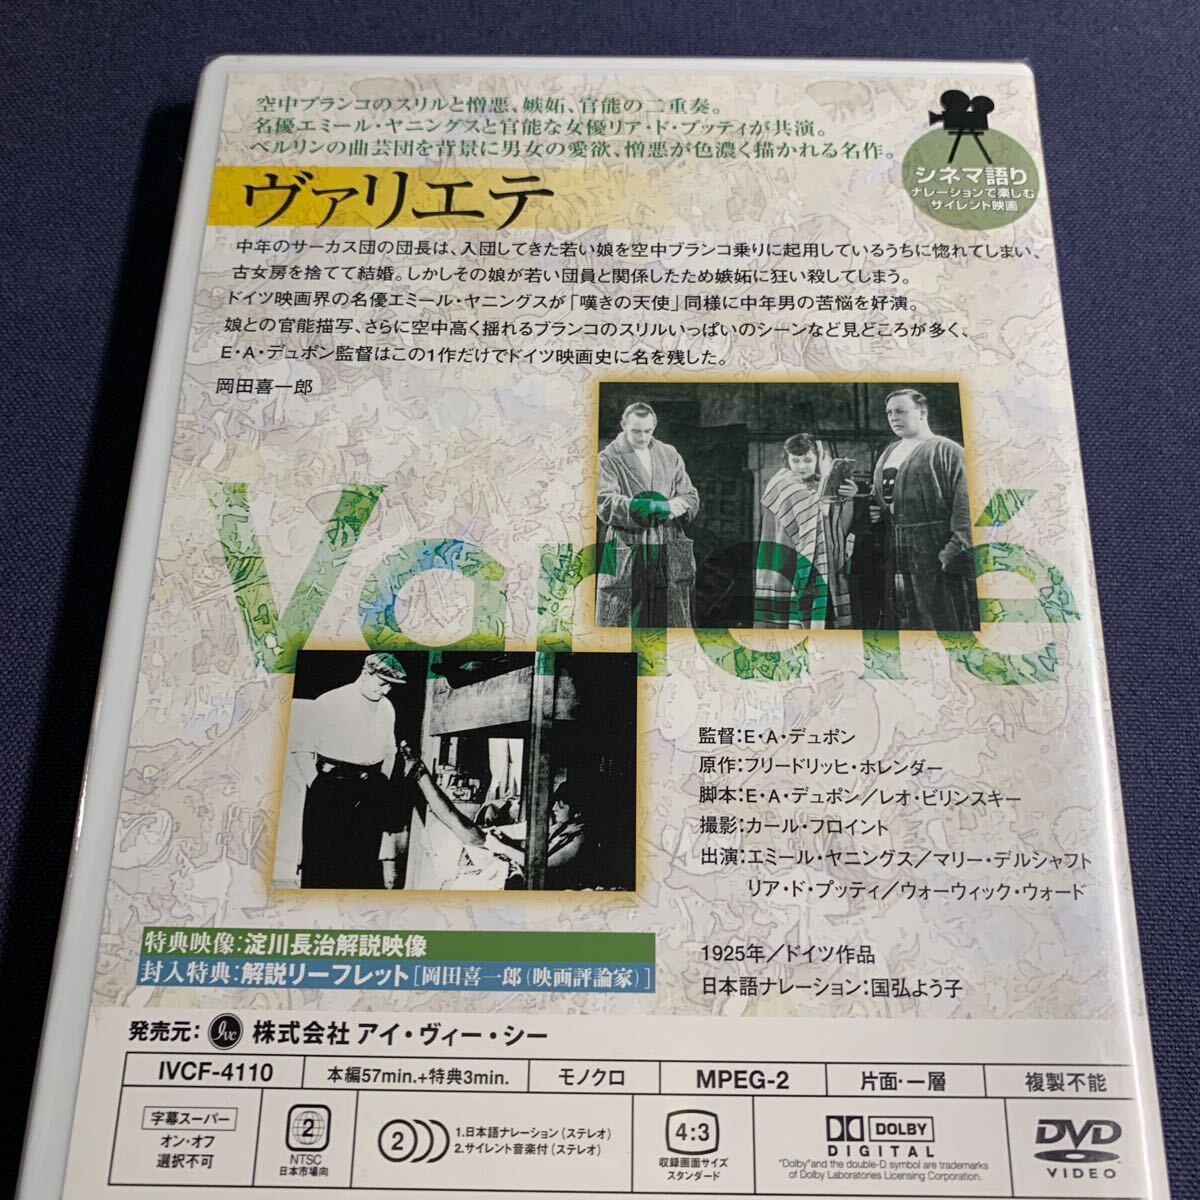 空中ブランコのスリルと憎悪、嫉妬、官能の二重奏。
名優エミール・ヤニングスと官能な女優リア・ド・プッティが共演。
ベルリンの曲芸団を背景に男女の愛欲、憎悪が色濃く描かれる名作。
シネマ語り
ナレーションで楽しむ
サイレント映画
ヴァリエテ
中年のサーカス団の団長は、入団してきた若い娘を空中ブランコ乗りに起用しているうちに惚れてしまい、
古女房を捨てて結婚。しかしその娘が若い団員と関係したため嫉妬に狂い殺してしまう。
ドイツ映画界の名優エミール・ヤニングスが「嘆きの天使」同様に中年男の苦悩を好演。
娘との官能描写、さらに空中高く揺れるブランコのスリルいっぱいのシーンなど見どころが多く、
E・A・デュポン監督はこの1作だけでドイツ映画史に名を残した。
岡田喜一郎
Varieté
監督:E・A・デュポン
原作:フリードリッヒ・ホレンダー
脚本:E・A・デュポン/レオ・ビリンスキー
撮影:カール・フロイント
出演:エミール・ヤニングス/マリー・デルシャフト
リア・ド・プッティ/ウォーウィック・ウォード
特典映像:淀川長治解説映像
封入特典:解説リーフレット[岡田喜一郎(映画評論家)]
1925年/ドイツ作品
日本語ナレーション:国弘よう子
発売元: ivc 株式会社 アイ・ヴィー・シー
IVCF-4110 本編57min.+特典3min. モノクロ MPEG-2 片面・一層 複製不能
字幕スーパー
オン・オフ
選択不可
2
NTSC
日本市場向
2
1.日本語ナレーション(ステレオ)
2.サイレント音楽付(ステレオ)
4:3
収録画面サイズ
スタンダード
DOLBY
DIGITAL
"Dolby"and the double-D symbol are trademarks
of Dolby Laboratories Licensing Corporation.
DVD
VIDEO